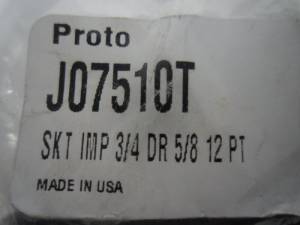 Proto
J07510T
SKT IMP 3/4 DR 5/8 12 PT
MADE IN USA